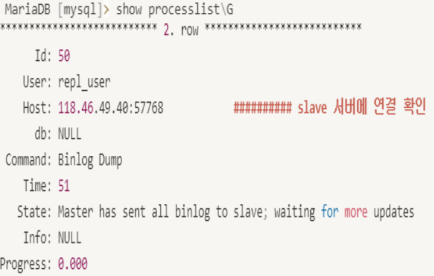 MariaDB [mysql]> show processlist\G
*************************** 2. row ***************************
Id: 50
User: repl_user
Host: 118.46.49.40:57768 ########## slave 서버에 연결 확인
db: NULL
Command: Binlog Dump
Time: 51
State: Master has sent all binlog to slave; waiting for more updates
Info: NULL
Progress: 0.000